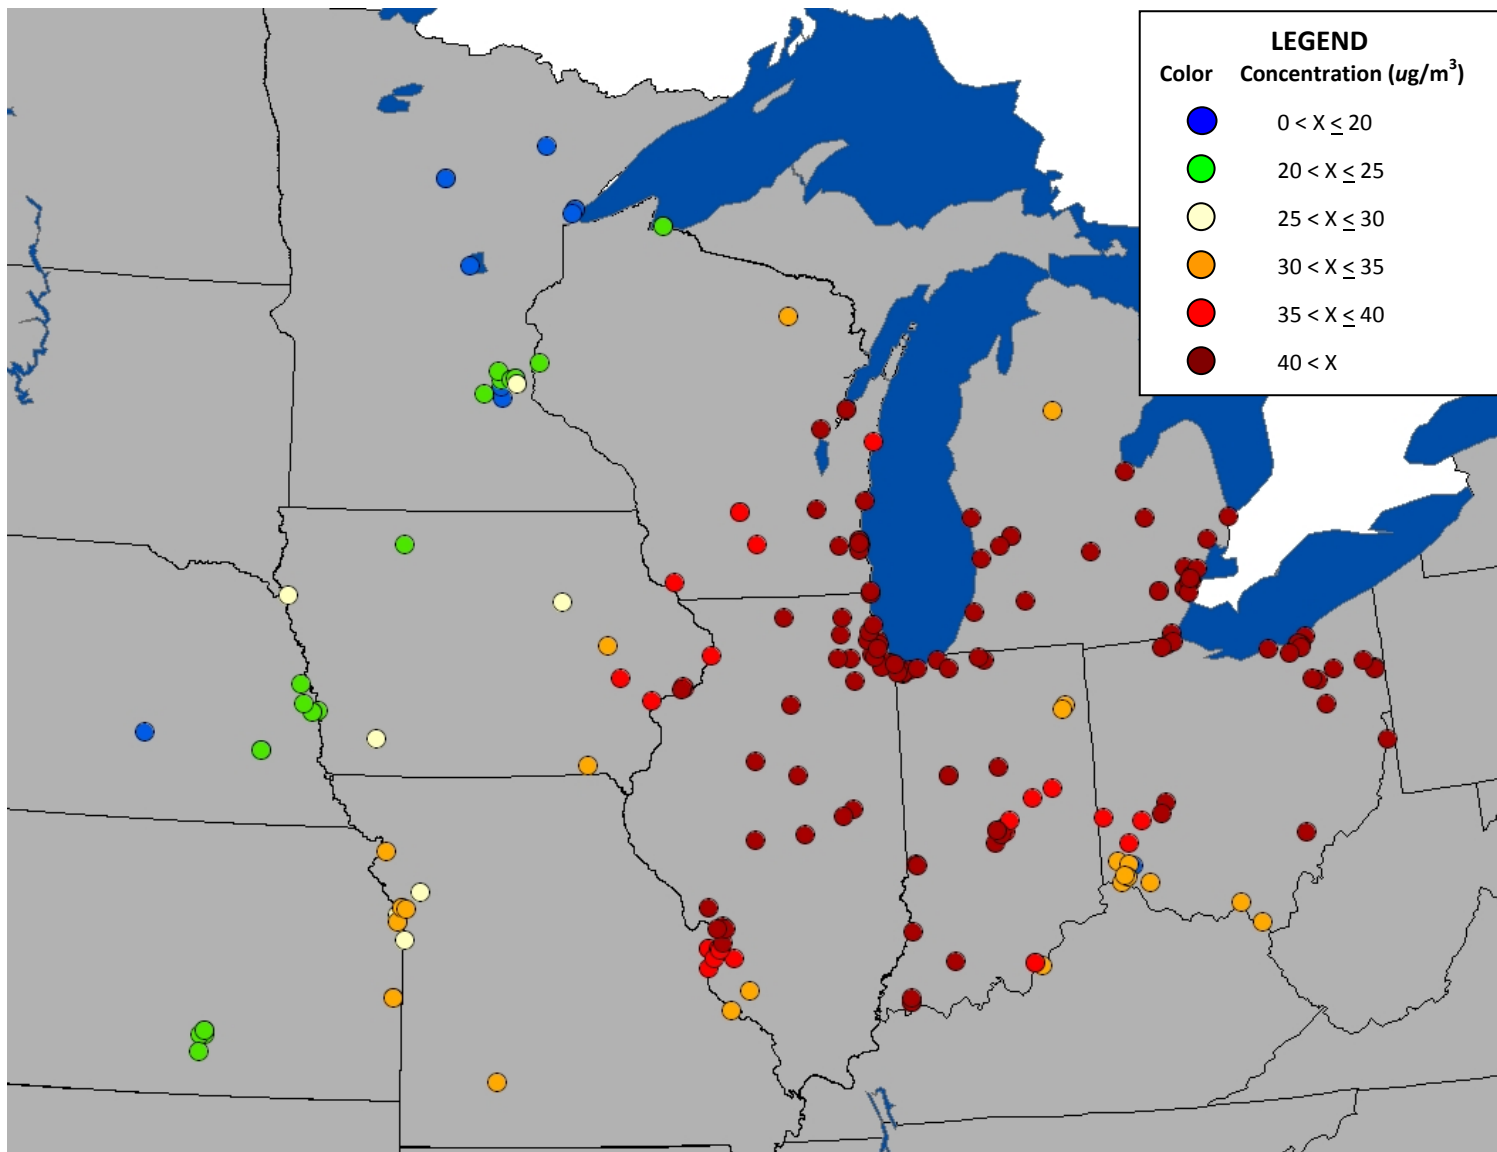 LEGEND
Color Concentration (ug/m³)
0 < X ≤ 20
20 < X ≤ 25
25 < X ≤ 30
30 < X ≤ 35
35 < X ≤ 40
40 < X